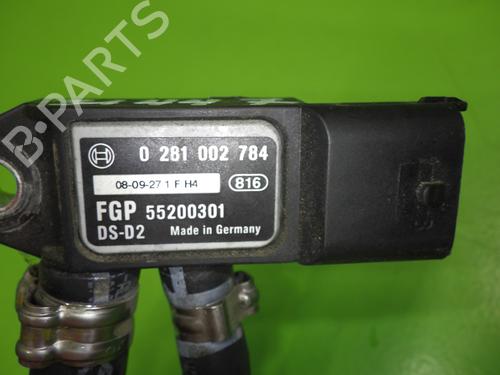 B-PARTS
0 281 002 784
08-09-27 1 F H4
816
FGP 55200301
DS-D2 Made in Germany